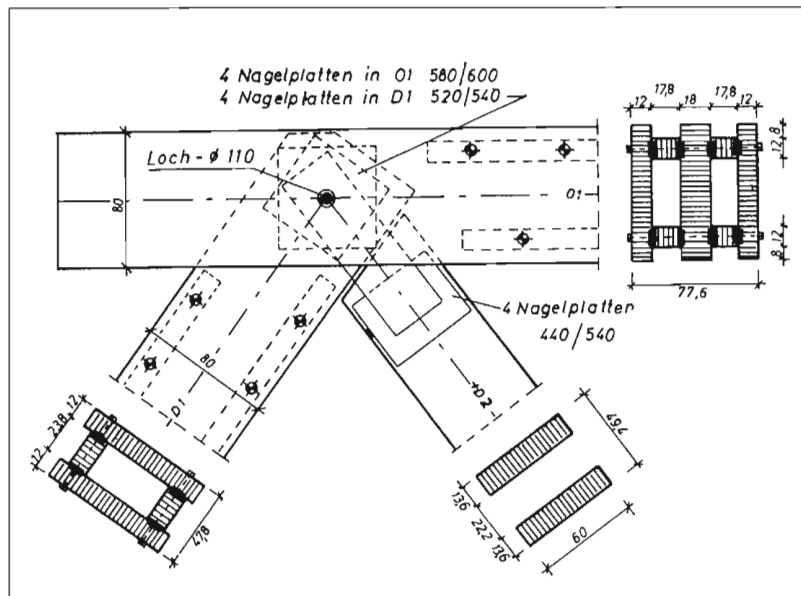 4 Nagelplatten in O1 580/600
4 Nagelplatten in D1 520/540
Loch-ø 110
80
O1
12 17,8 18 17,8 12
12 8
8 12
77,6
4 Nagelplatten
440/540
80
D1
D2
12 23,8 12
47,8
49,4
13,6 22,2 13,6
60